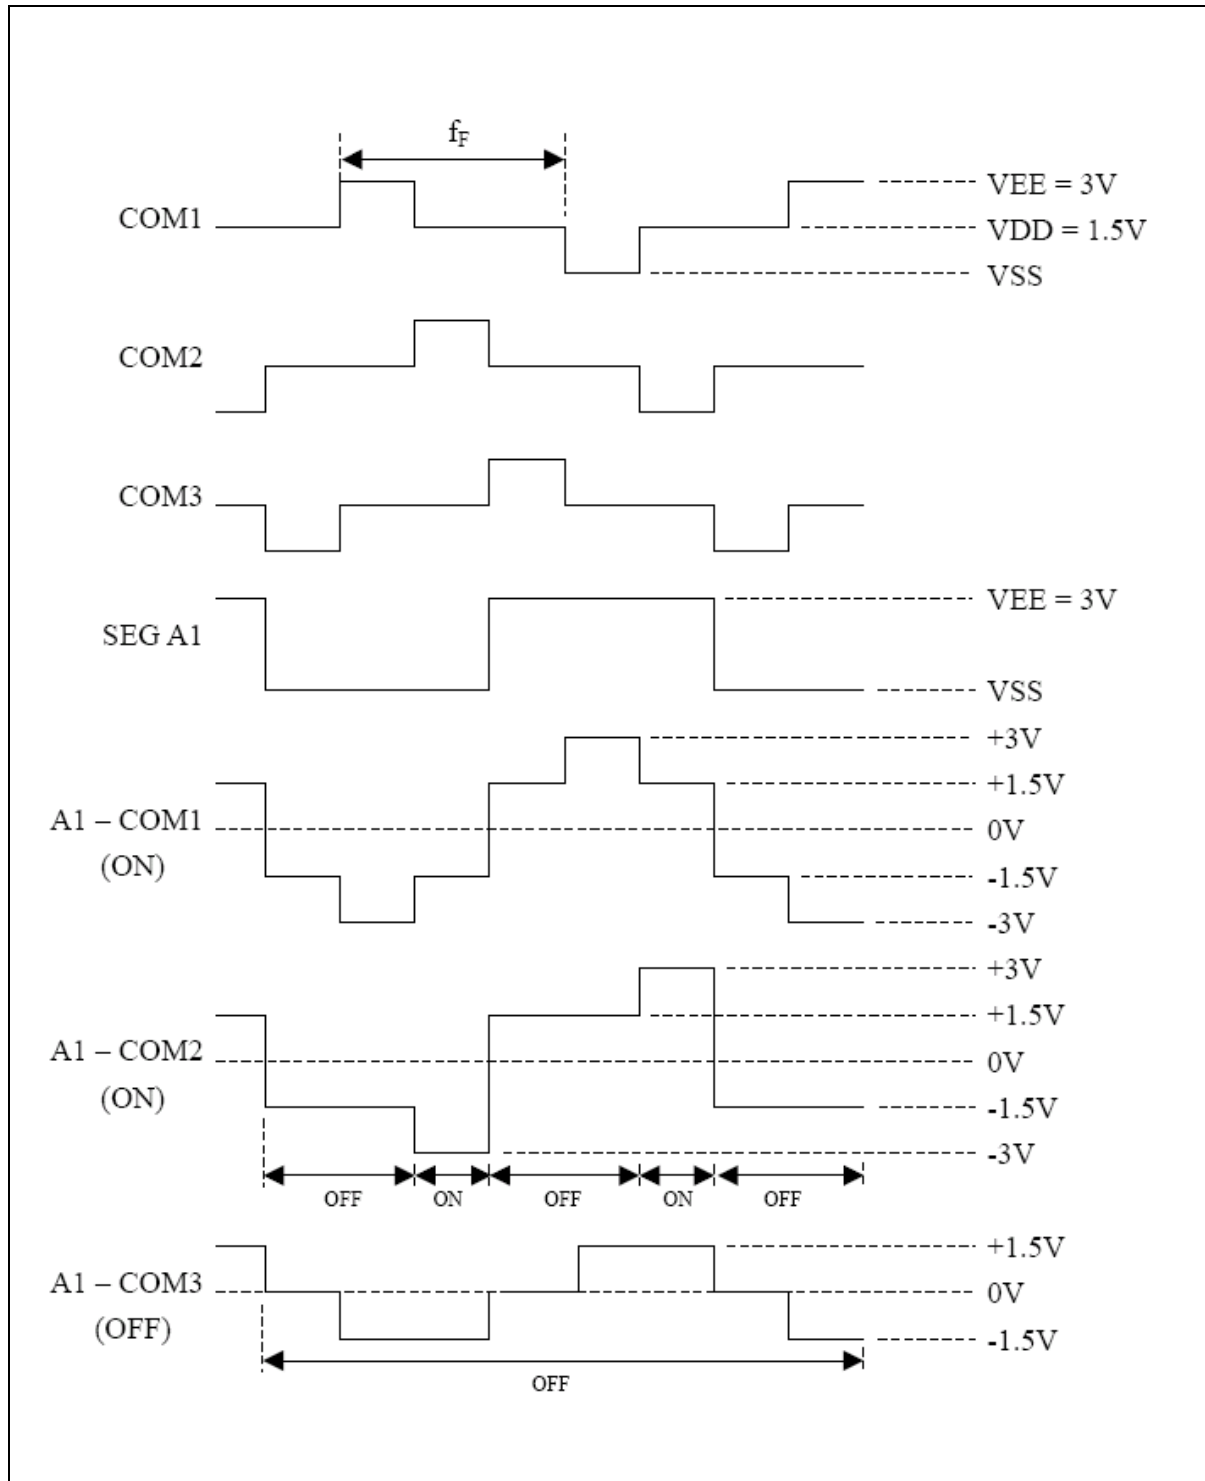 fF
COM1
VEE = 3V
VDD = 1.5V
VSS
COM2
COM3
SEG A1
VEE = 3V
VSS
A1 – COM1
(ON)
+3V
+1.5V
0V
-1.5V
-3V
A1 – COM2
(ON)
+3V
+1.5V
0V
-1.5V
-3V
OFF ON OFF ON OFF
A1 – COM3
(OFF)
+1.5V
0V
-1.5V
OFF